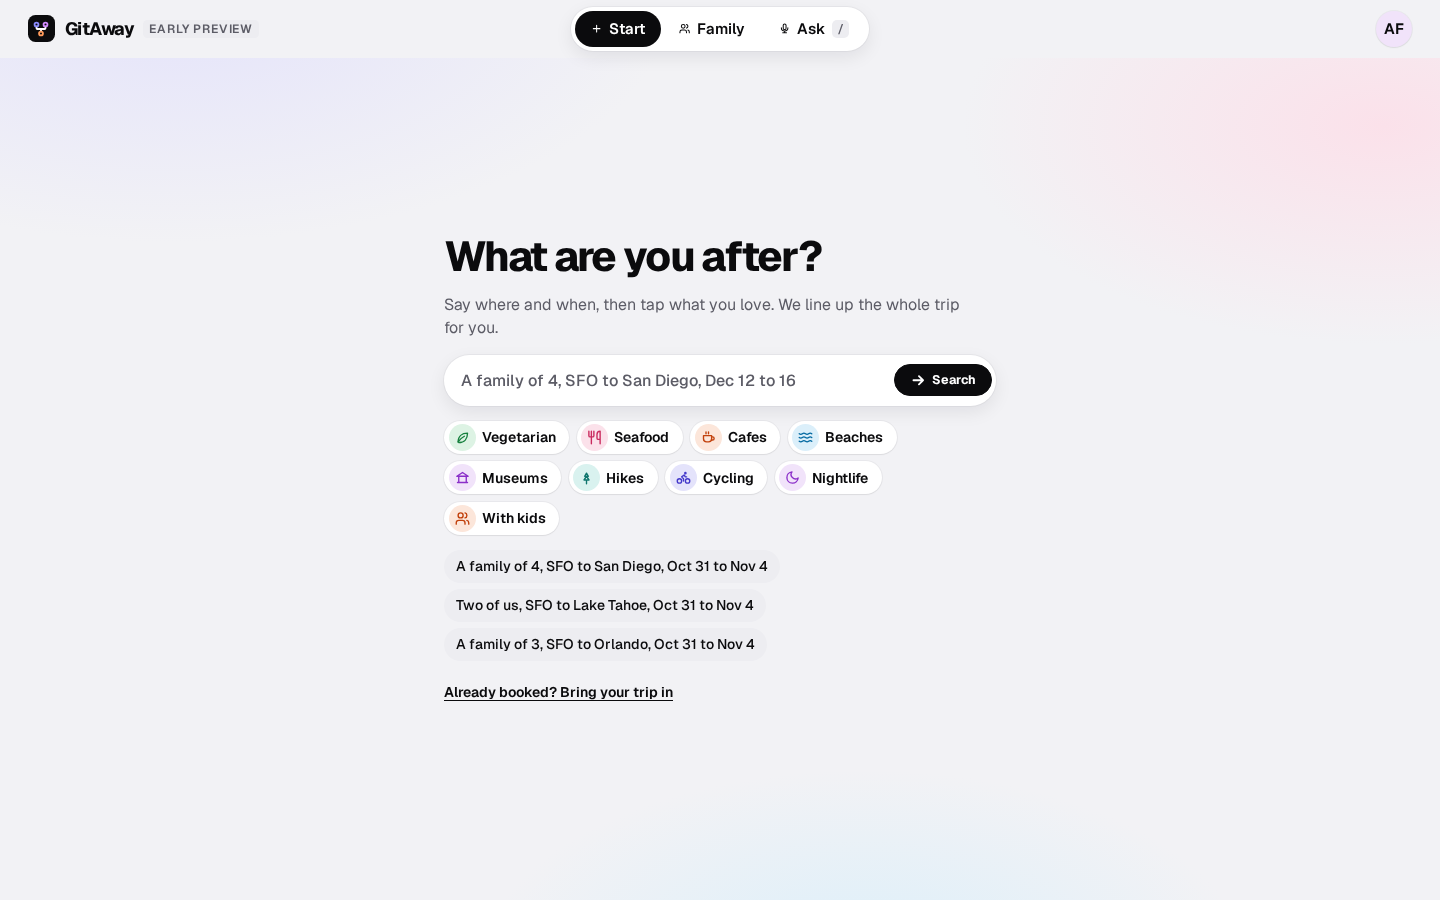 GitAway EARLY PREVIEW
Start Family Ask /
AF
What are you after?
Say where and when, then tap what you love. We line up the whole trip
for you.
A family of 4, SFO to San Diego, Dec 12 to 16
Search
Vegetarian Seafood Cafes Beaches
Museums Hikes Cycling Nightlife
With kids
A family of 4, SFO to San Diego, Oct 31 to Nov 4
Two of us, SFO to Lake Tahoe, Oct 31 to Nov 4
A family of 3, SFO to Orlando, Oct 31 to Nov 4
Already booked? Bring your trip in